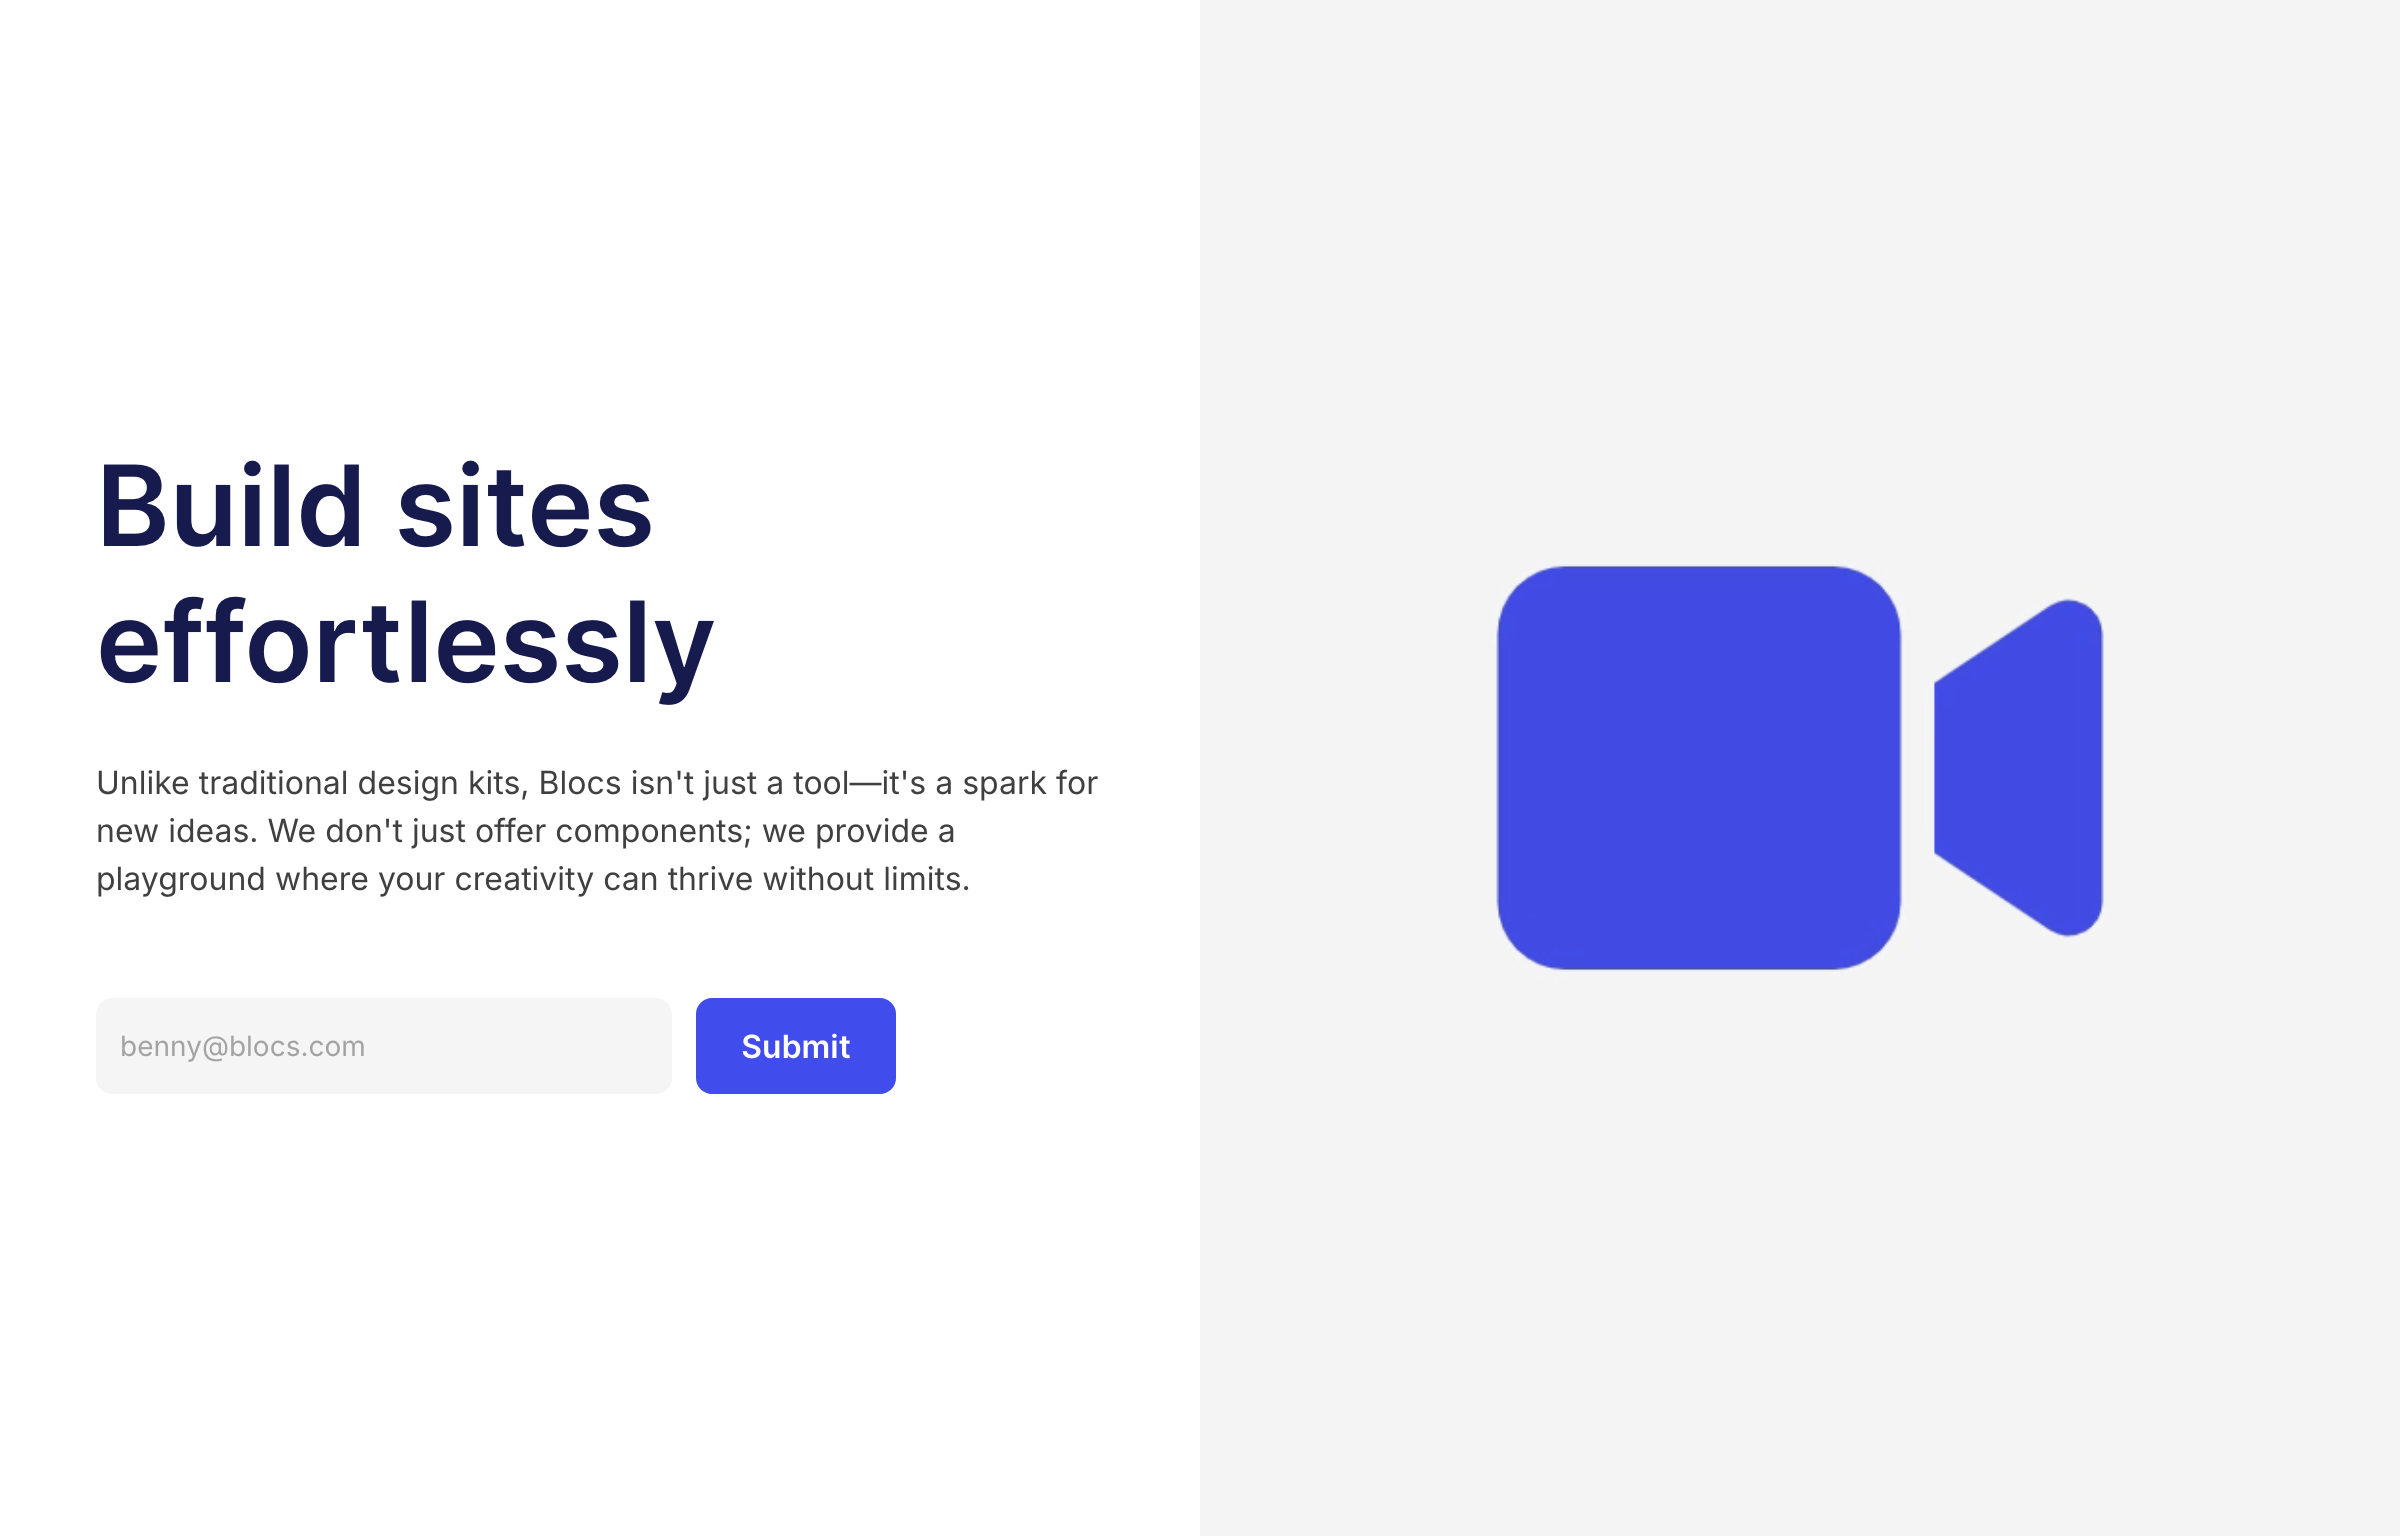 Build sites
effortlessly
Unlike traditional design kits, Blocs isn't just a tool—it's a spark for
new ideas. We don't just offer components; we provide a
playground where your creativity can thrive without limits.
benny@blocs.com
Submit